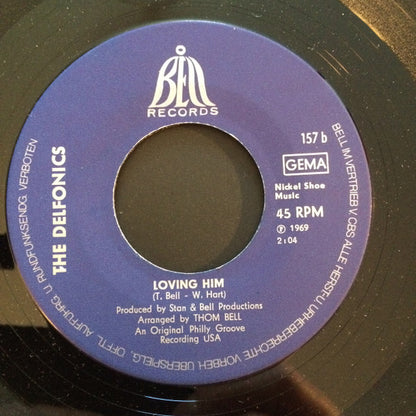 BELL
RECORDS
157 b
GEMA
Nickel Shoe
Music
45 RPM
℗ 1969
2:04
THE DELFONICS
LOVING HIM
(T. Bell - W. Hart)
Produced by Stan & Bell Productions
Arranged by THOM BELL
An Original Philly Groove
Recording USA
BELL IM VERTRIEB V. CBS ALLE HERST.- U. URHEBERRECHTE VORBEH. ÜBERSPIELG. ÖFFTL. AUFFÜHRG. U. RUNDFUNKSENDG. VERBOTEN